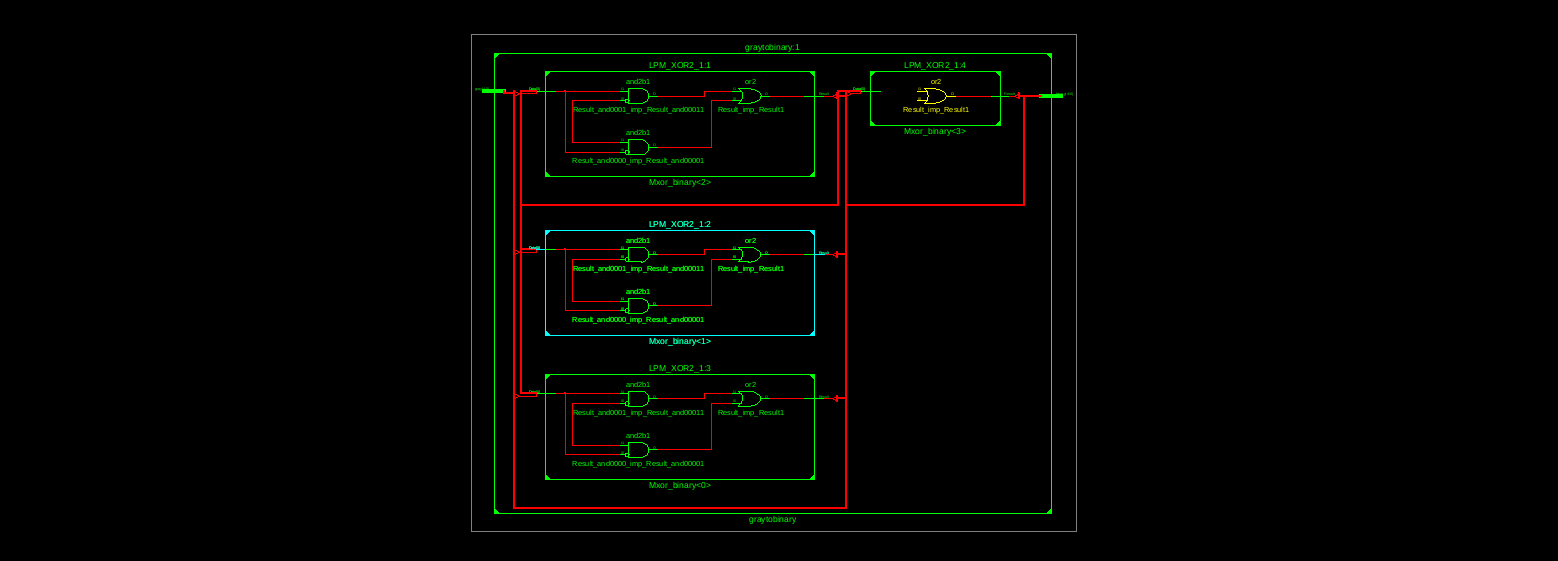 graytobinary:1
LPM_XOR2_1:1
and2b1
or2
Result_and0001_imp_Result_and00011
Result_imp_Result1
and2b1
Result_and0000_imp_Result_and00001
Mxor_binary<2>
LPM_XOR2_1:4
or2
Result_imp_Result1
Mxor_binary<3>
LPM_XOR2_1:2
and2b1
or2
Result_and0001_imp_Result_and00011
Result_imp_Result1
and2b1
Result_and0000_imp_Result_and00001
Mxor_binary<1>
LPM_XOR2_1:3
and2b1
or2
Result_and0001_imp_Result_and00011
Result_imp_Result1
and2b1
Result_and0000_imp_Result_and00001
Mxor_binary<0>
graytobinary